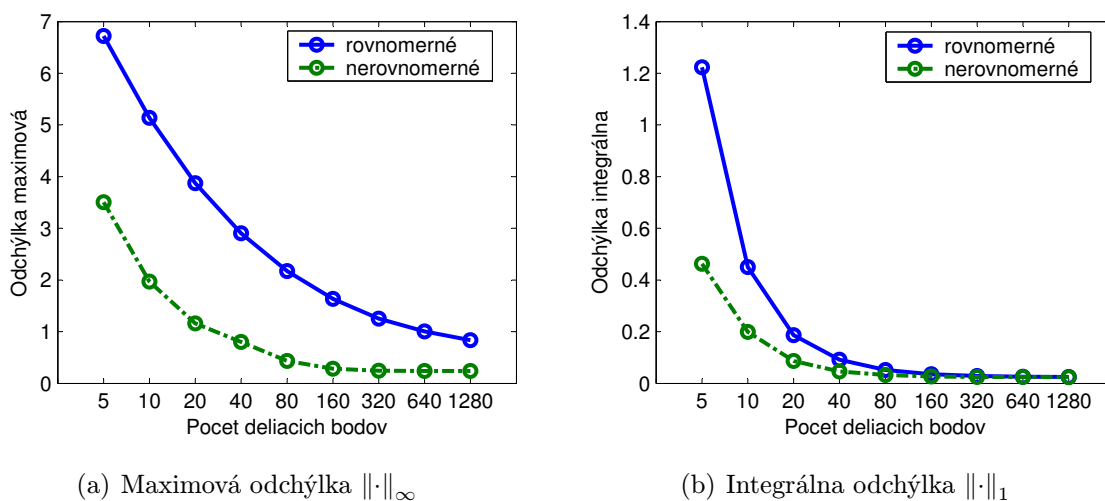 7
6
5
4
3
2
1
0
Odchýlka maximová
rovnomerné
nerovnomerné
5 10 20 40 80 160 320 640 1280
Pocet deliacich bodov
(a) Maximová odchýlka ‖·‖∞
1.4
1.2
1
0.8
0.6
0.4
0.2
0
Odchýlka integrálna
rovnomerné
nerovnomerné
5 10 20 40 80 160 320 640 1280
Pocet deliacich bodov
(b) Integrálna odchýlka ‖·‖₁